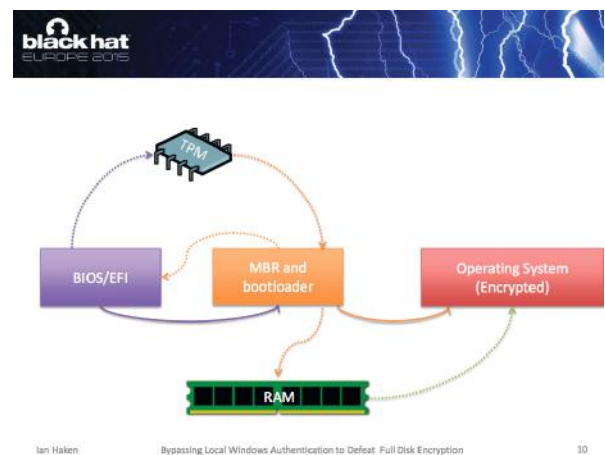 black hat
EUROPE 2015
TPM
BIOS/EFI
MBR and
bootloader
Operating System
(Encrypted)
RAM
Ian Haken
Bypassing Local Windows Authentication to Defeat Full Disk Encryption
10